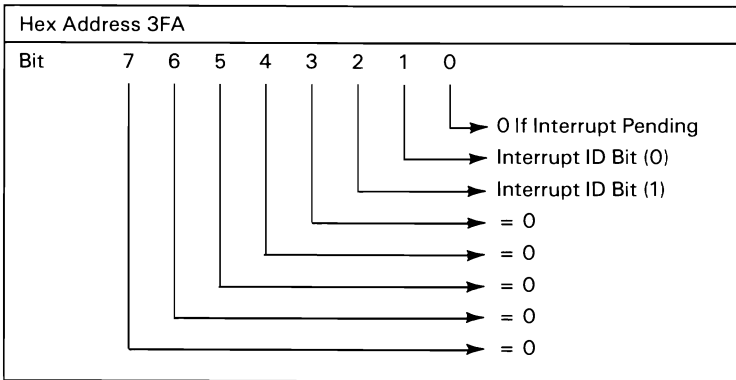 Hex Address 3FA
Bit 7 6 5 4 3 2 1 0
0 If Interrupt Pending
Interrupt ID Bit (0)
Interrupt ID Bit (1)
= 0
= 0
= 0
= 0
= 0